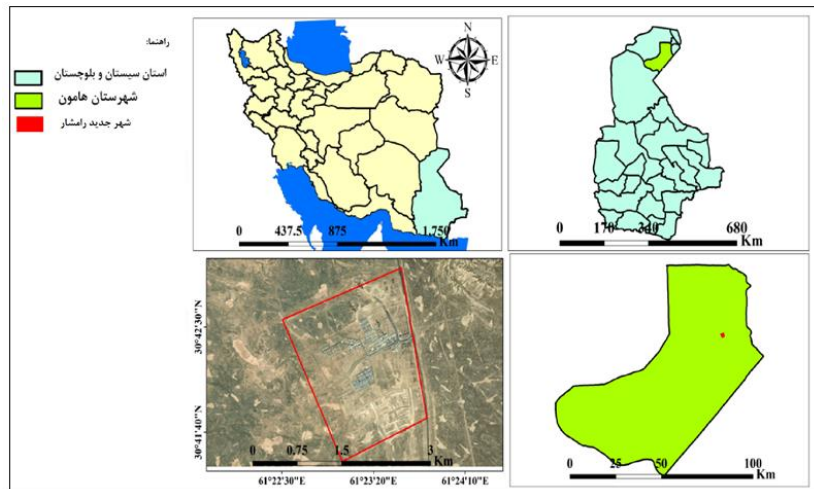 راهنما:
استان سیستان و بلوچستان
شهرستان هامون
شهر جدید رامشار
N
W E
S
0 437.5 875 1,750
Km
0 170 340 680
Km
30°42'30"N
30°41'40"N
0 0.75 1.5 3
Km
61°22'30"E 61°23'20"E 61°24'10"E
0 25 50 100
Km